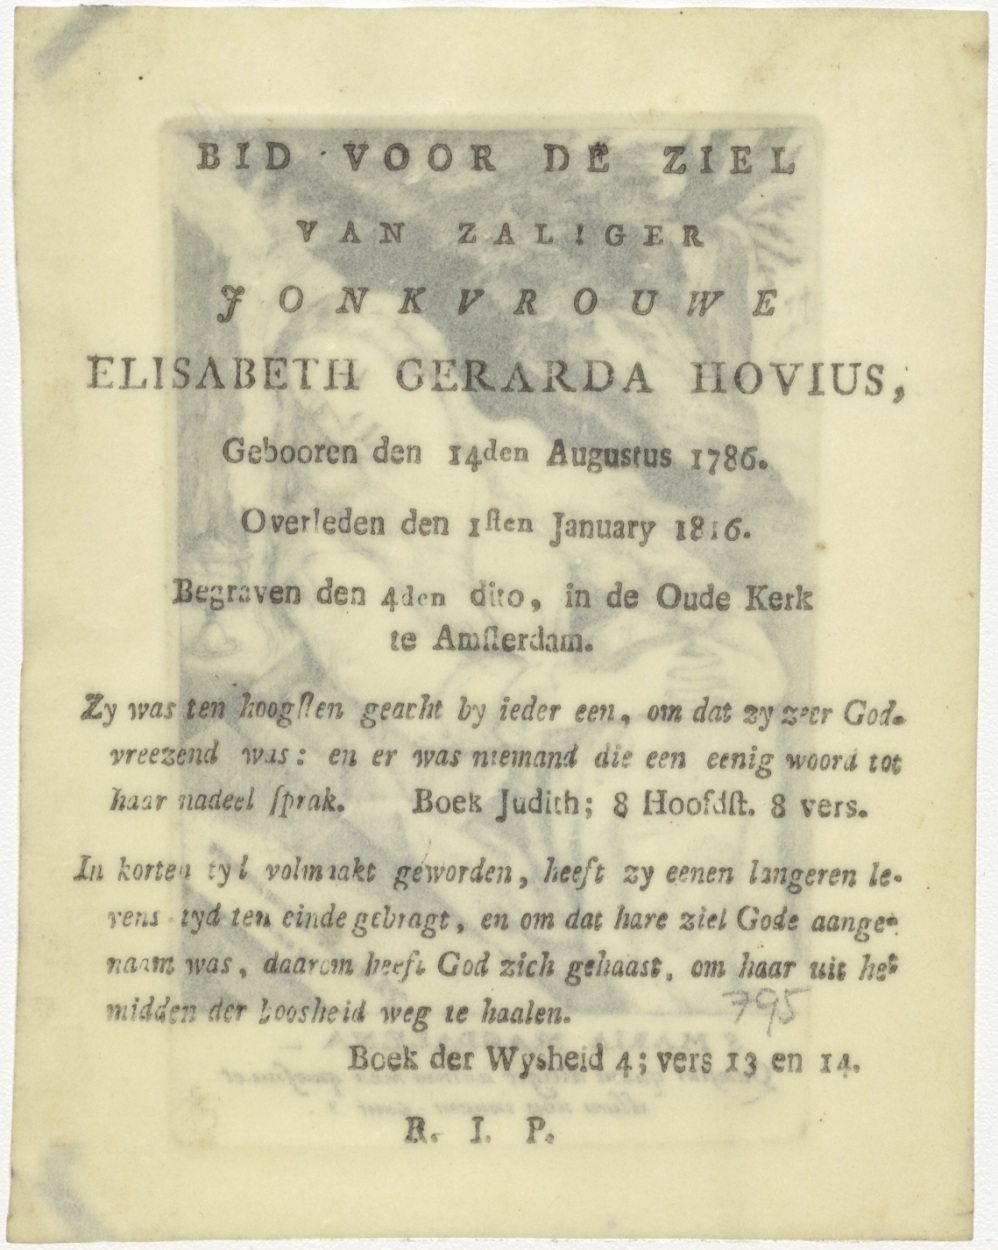 BID VOOR DE ZIEL
VAN ZALIGER
JONKVROUWE
ELISABETH GERARDA HOVIUS,
Gebooren den 14den Augustus 1786.
Overleden den 1sten January 1816.
Begraven den 4den dito, in de Oude Kerk
te Amsterdam.
Zy was ten hoogsten geacht by ieder een, om dat zy zeer God-
vreezend was: en er was niemand die een eenig woord tot
haar nadeel sprak. Boek Judith; 8 Hoofdst. 8 vers.
In korten tyd volmaakt geworden, heeft zy eenen langeren le-
vens-tyd ten einde gebragt, en om dat hare ziel Gode aange-
naam was, daarom heeft God zich gehaast, om haar uit het
midden der boosheid weg te haalen.
795
Boek der Wysheid 4; vers 13 en 14.
R. I. P.